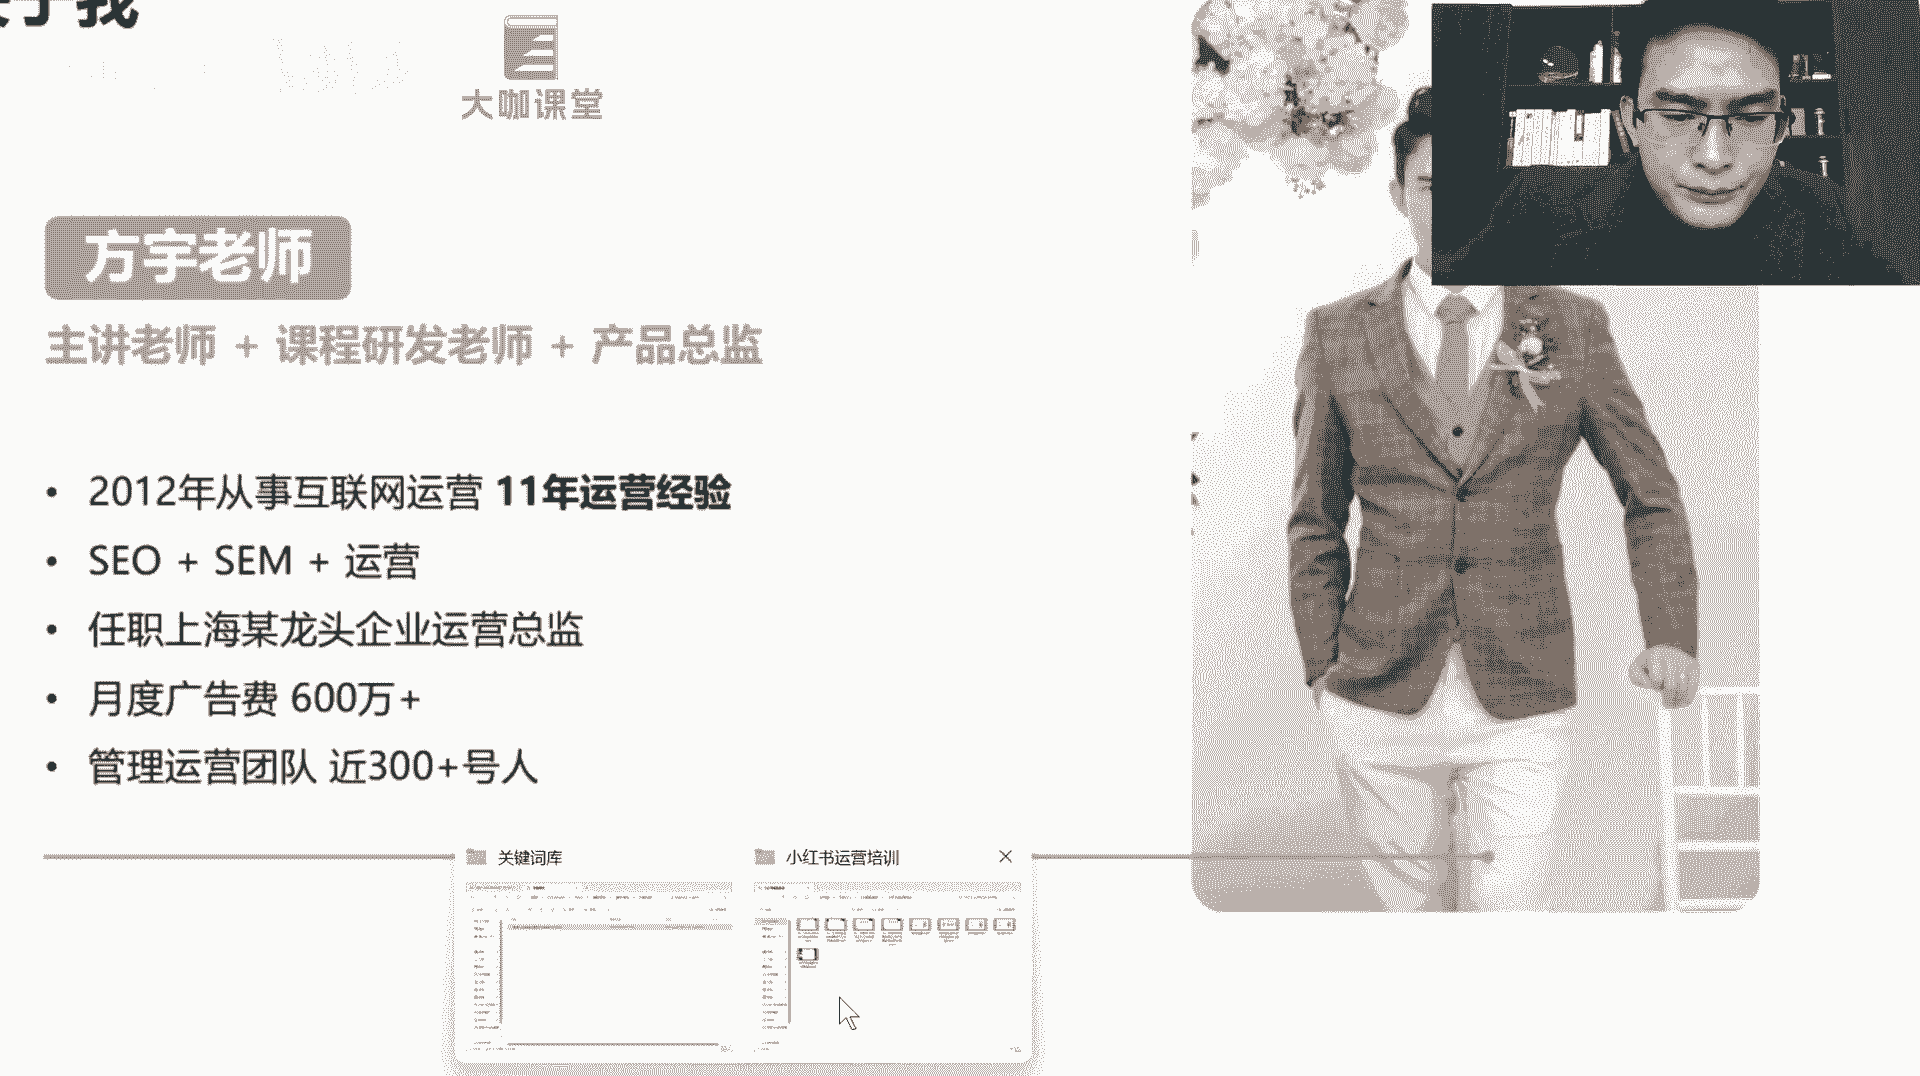 大咖课堂
方宇老师
主讲老师 + 课程研发老师 + 产品总监
• 2012年从事互联网运营 11年运营经验
• SEO + SEM + 运营
• 任职上海某龙头企业运营总监
• 月度广告费 600万+
• 管理运营团队 近300+号人
关键词库
小红书运营培训